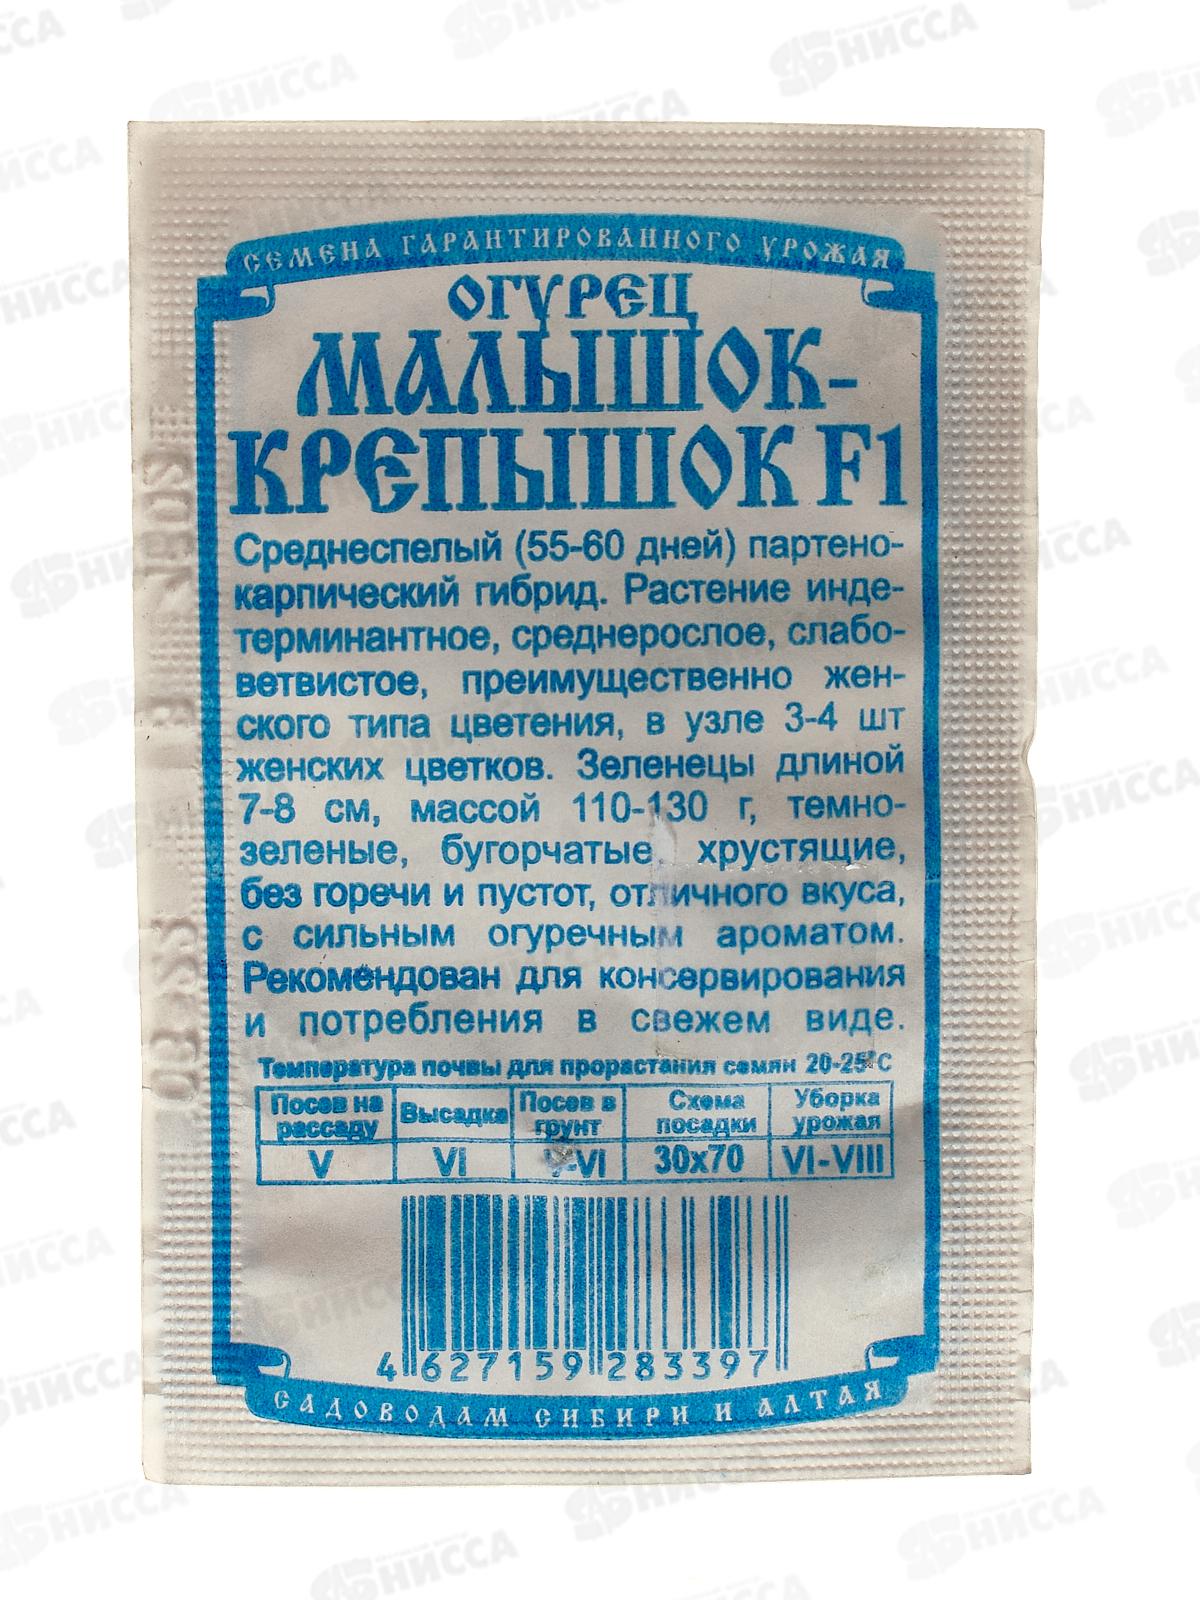 СЕМЕНА ГАРАНТИРОВАННОГО УРОЖАЯ
ОГУРЕЦ
МАЛЫШОК-
КРЕПЫШОК F1
Среднеспелый (55-60 дней) партено-
карпический гибрид. Растение инде-
терминантное, среднерослое, слабо-
ветвистое, преимущественно жен-
ского типа цветения, в узле 3-4 шт
женских цветков. Зеленецы длиной
7-8 см, массой 110-130 г, темно-
зеленые, бугорчатые, хрустящие,
без горечи и пустот, отличного вкуса,
с сильным огуречным ароматом.
Рекомендован для консервирования
и потребления в свежем виде.
Температура почвы для прорастания семян 20-25°С
Посев на рассаду Высадка Посев в грунт Схема посадки Уборка урожая
V VI V-VI 30х70 VI-VIII
4 627159 283397
САДОВОДАМ СИБИРИ И АЛТАЯ
НИССА